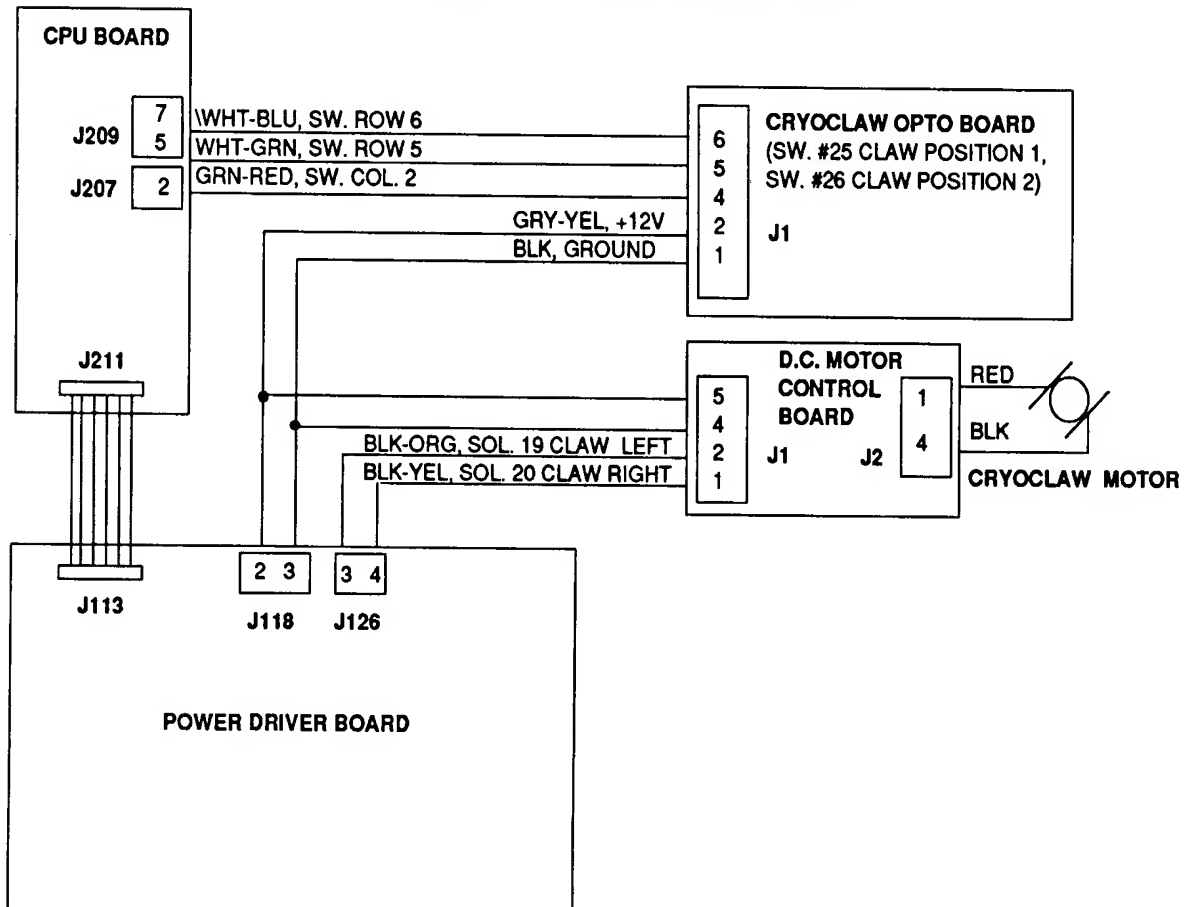 CPU BOARD
J209
7
5
\WHT-BLU, SW. ROW 6
WHT-GRN, SW. ROW 5
J207
2
GRN-RED, SW. COL. 2
GRY-YEL, +12V
BLK, GROUND
6
5
4
2
1
CRYOCLAW OPTO BOARD
(SW. #25 CLAW POSITION 1,
SW. #26 CLAW POSITION 2)
J1
J211
D.C. MOTOR
CONTROL
BOARD
5
4
2
1
J1
J2
1
4
RED
BLK
CRYOCLAW MOTOR
BLK-ORG, SOL. 19 CLAW LEFT
BLK-YEL, SOL. 20 CLAW RIGHT
2 3
3 4
J113
J118
J126
POWER DRIVER BOARD